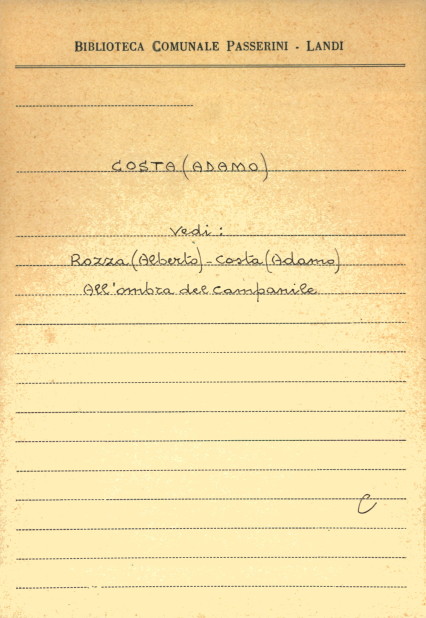 BIBLIOTECA COMUNALE PASSERINI - LANDI
COSTA (ADAMO)
Vedi :
Rozza (Alberto) - Costa (Adamo)
All'ombra del Campanile
C